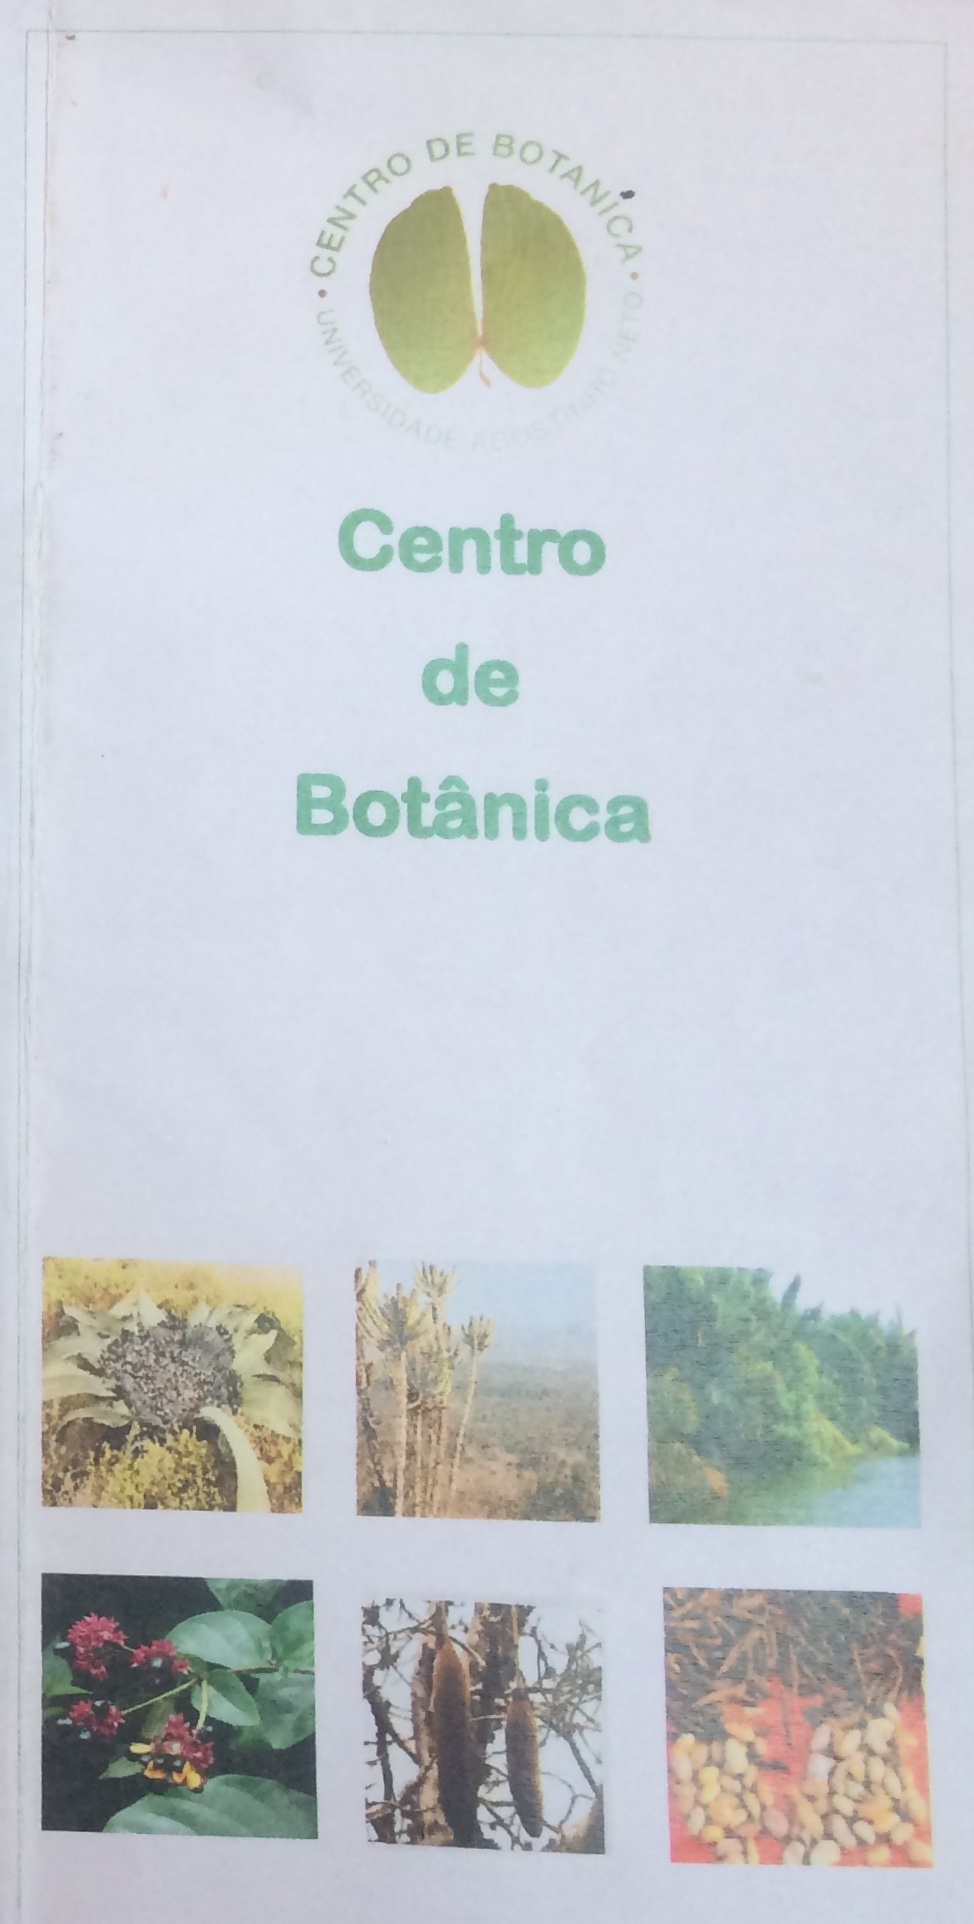 CENTRO DE BOTANICA
UNIVERSIDADE AGOSTINHO NETO
Centro
de
Botânica